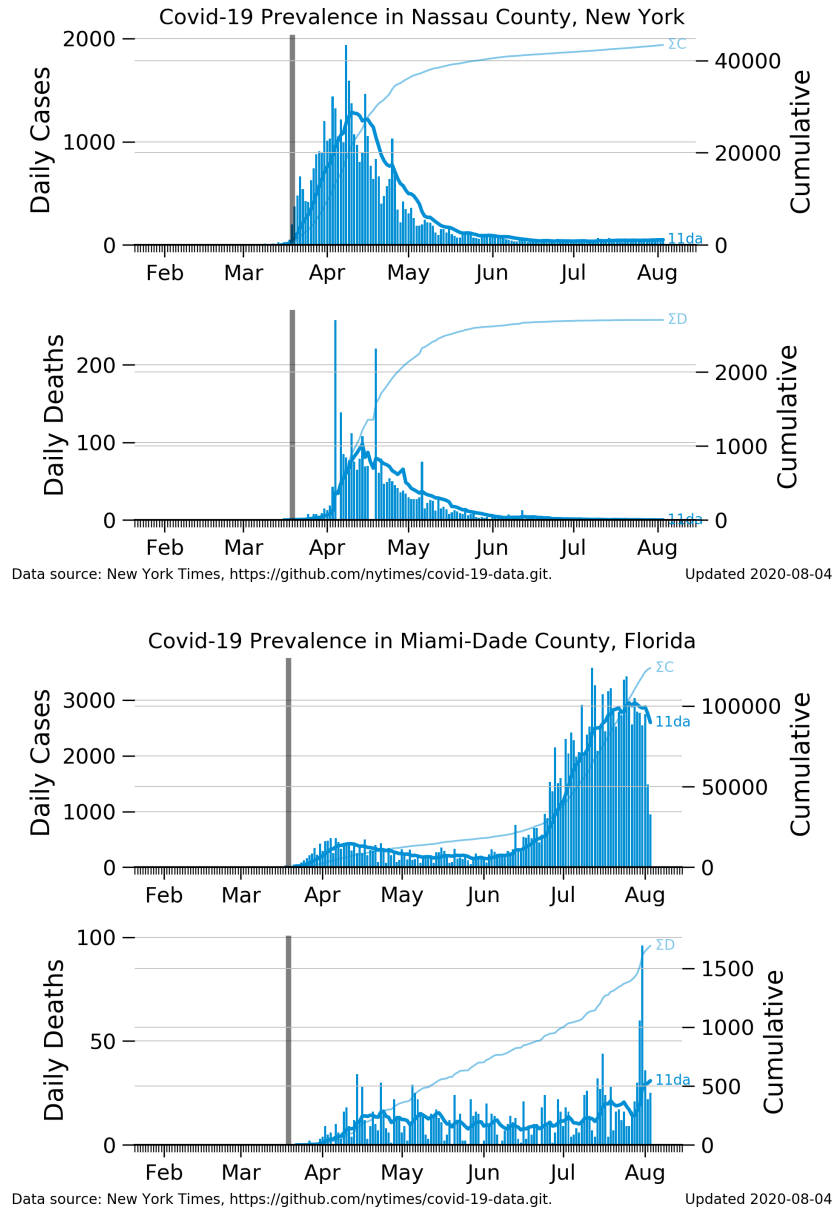 Covid-19 Prevalence in Nassau County, New York
2000
1000
0
Daily Cases
40000
20000
0
Cumulative
ΣC
11da
Feb Mar Apr May Jun Jul Aug
200
100
0
Daily Deaths
2000
1000
0
Cumulative
ΣD
11da
Feb Mar Apr May Jun Jul Aug
Data source: New York Times, https://github.com/nytimes/covid-19-data.git. Updated 2020-08-04
Covid-19 Prevalence in Miami-Dade County, Florida
3000
2000
1000
0
Daily Cases
100000
50000
0
Cumulative
ΣC
11da
Feb Mar Apr May Jun Jul Aug
100
50
0
Daily Deaths
1500
1000
500
0
Cumulative
ΣD
11da
Feb Mar Apr May Jun Jul Aug
Data source: New York Times, https://github.com/nytimes/covid-19-data.git. Updated 2020-08-04